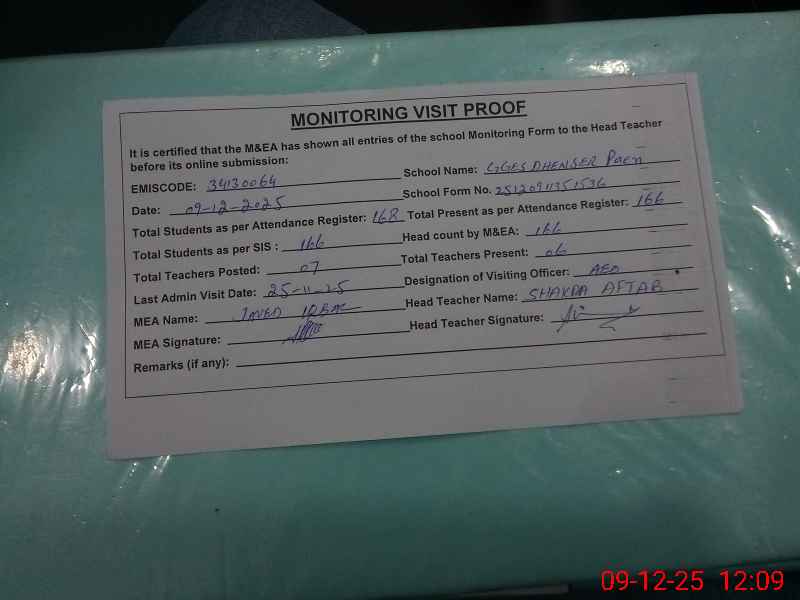 MONITORING VISIT PROOF
It is certified that the M&EA has shown all entries of the school Monitoring Form to the Head Teacher
before its online submission:
EMISCODE: 34130064 School Name: GGES DHENSER Paen
Date: 09-12-2025 School Form No. 25120911351536
Total Students as per Attendance Register: 168 Total Present as per Attendance Register: 166
Total Students as per SIS : 166 Head count by M&EA: 166
Total Teachers Posted: 07 Total Teachers Present: 06
Last Admin Visit Date: 25-11-25 Designation of Visiting Officer: AEO
MEA Name: JAVED IQBAL Head Teacher Name: SHAKRA AFTAB
MEA Signature: Head Teacher Signature:
Remarks (if any):
09-12-25 12:09